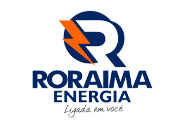 R
RORAIMA
ENERGIA
Ligada em você